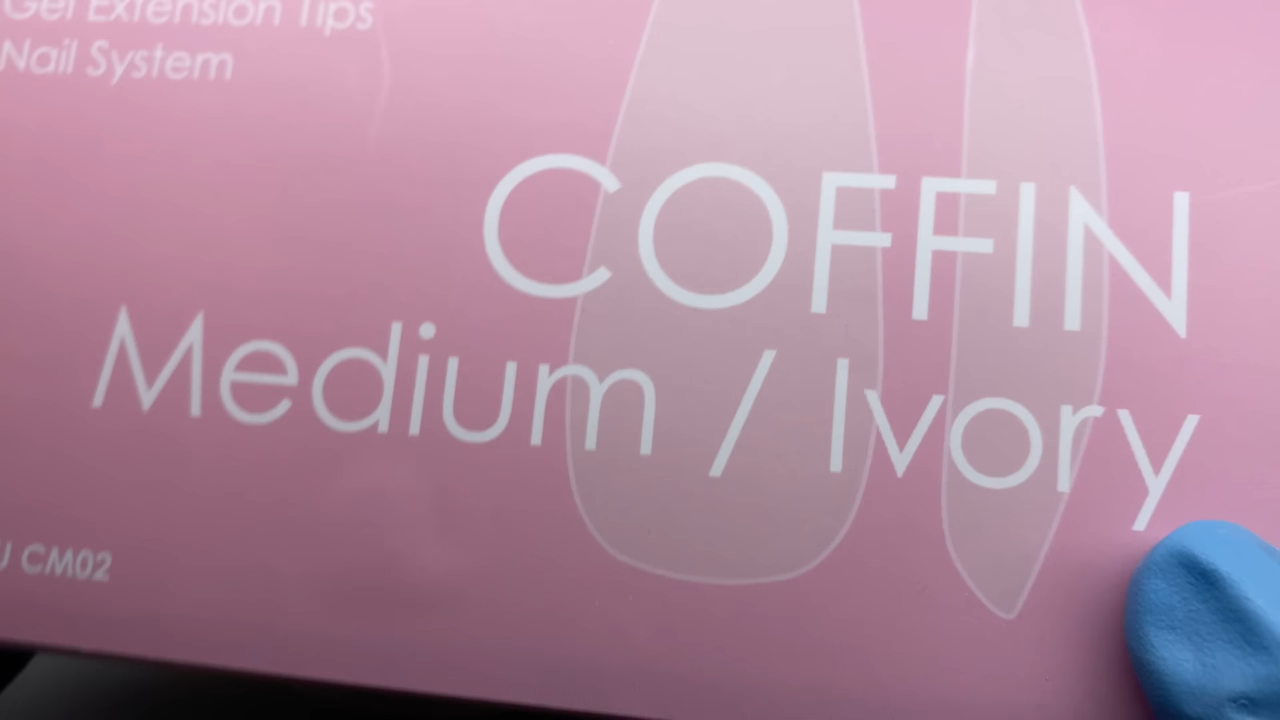 Gel Extension Tips
Nail System
COFFIN
Medium / Ivory
CM02